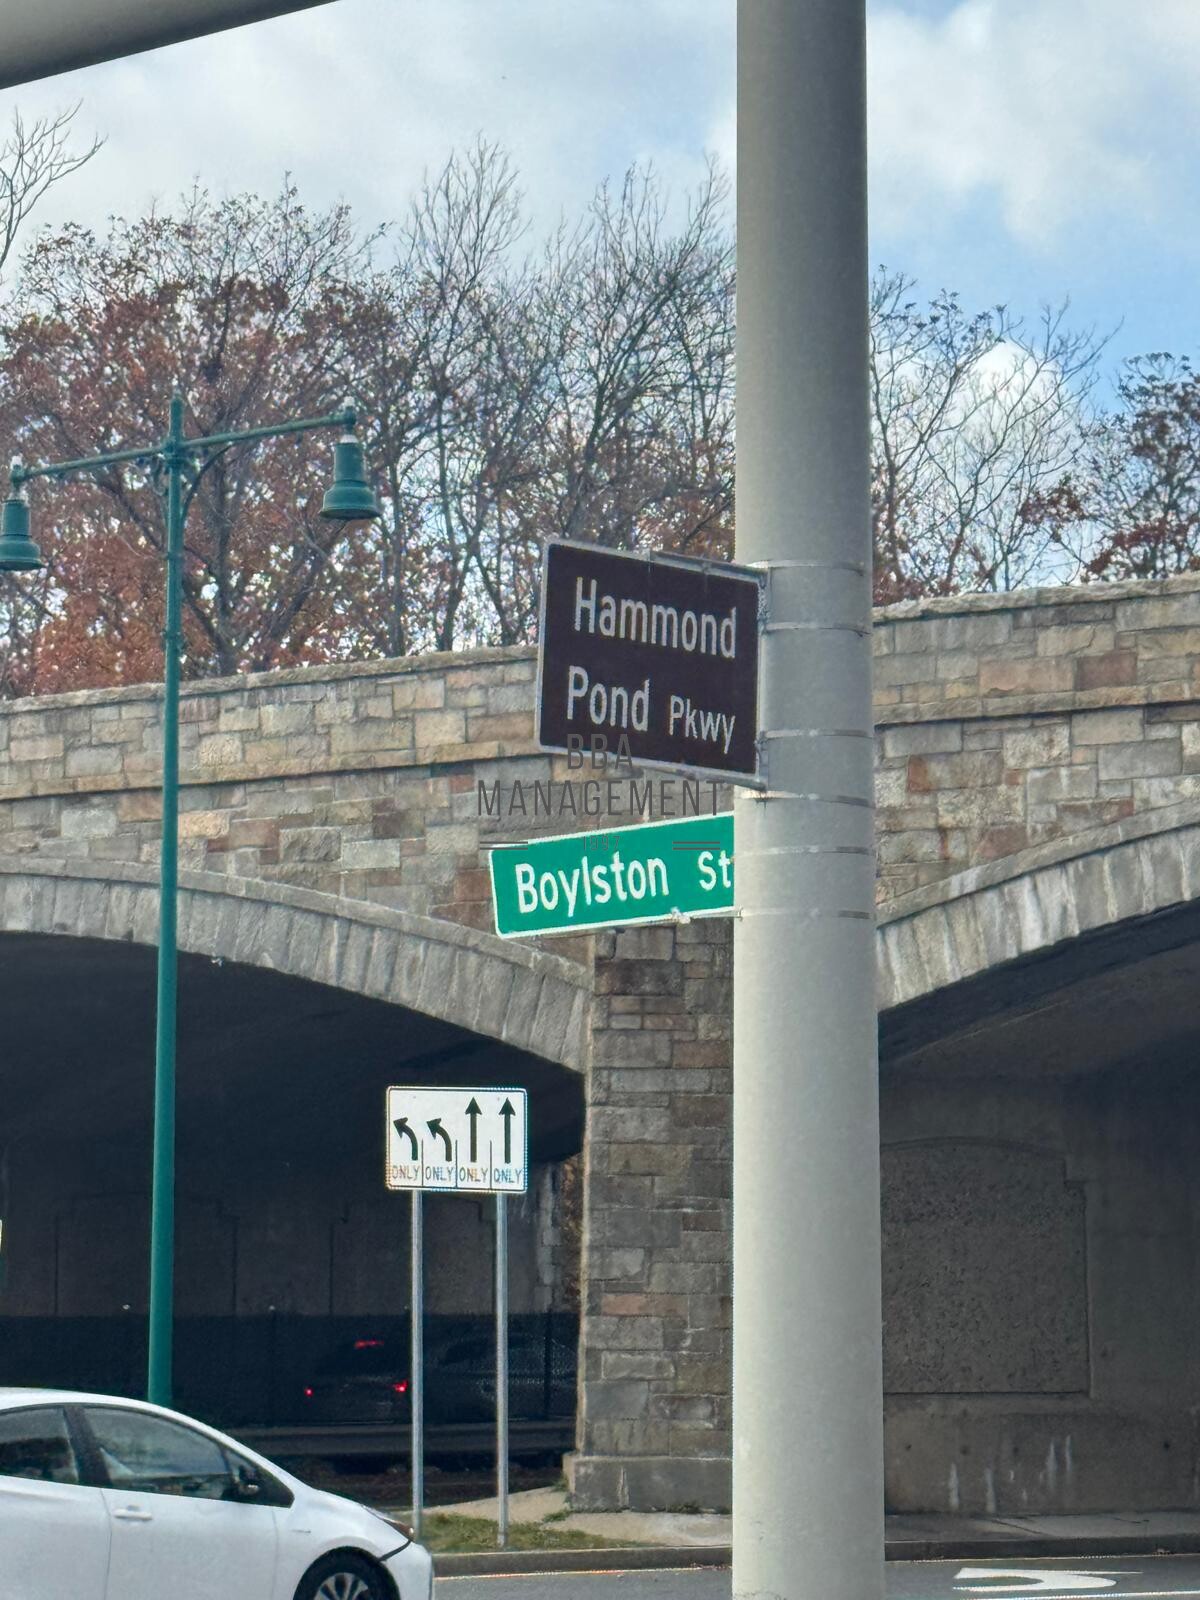 Hammond
Pond Pkwy
BBA
MANAGEMENT
Boylston St
ONLY ONLY ONLY ONLY